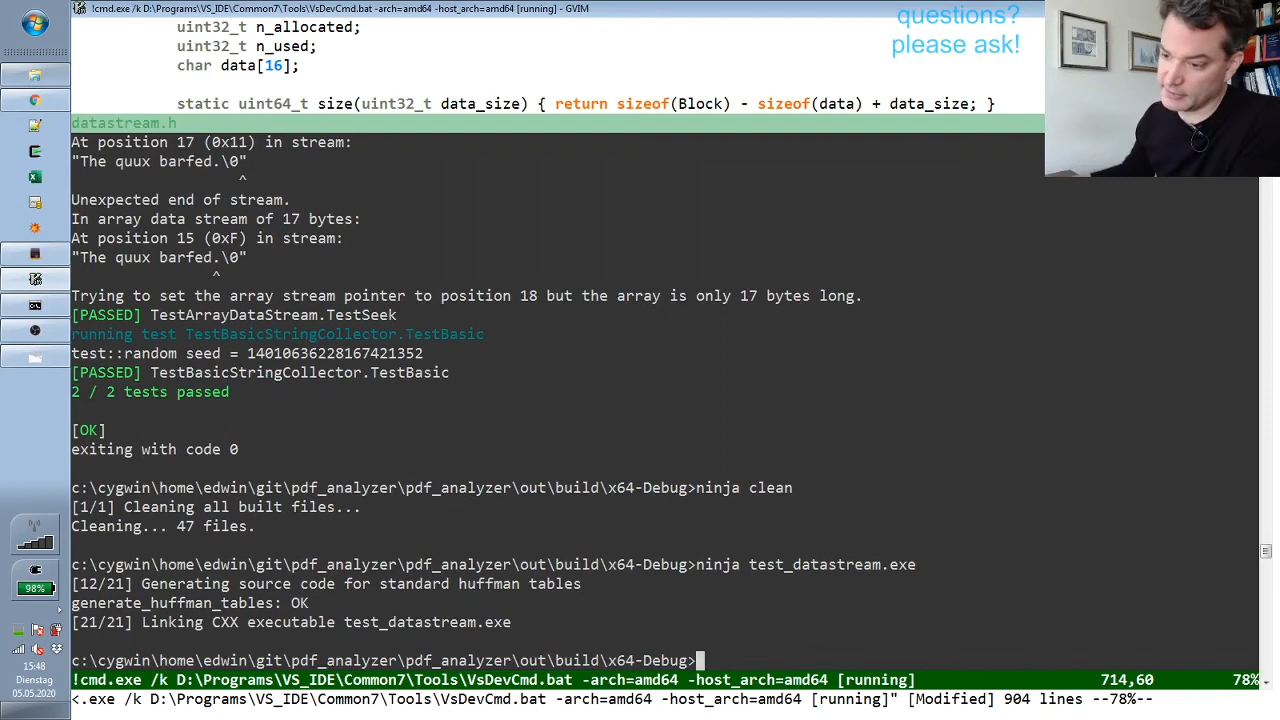 !cmd.exe /k D:\Programs\VS_IDE\Common7\Tools\VsDevCmd.bat -arch=amd64 -host_arch=amd64 [running] - GVIM
questions?
please ask!
uint32_t n_allocated;
uint32_t n_used;
char data[16];
static uint64_t size(uint32_t data_size) { return sizeof(Block) - sizeof(data) + data_size; }
datastream.h
At position 17 (0x11) in stream:
"The quux barfed.\0"
^
Unexpected end of stream.
In array data stream of 17 bytes:
At position 15 (0xF) in stream:
"The quux barfed.\0"
^
Trying to set the array stream pointer to position 18 but the array is only 17 bytes long.
[PASSED] TestArrayDataStream.TestSeek
running test TestBasicStringCollector.TestBasic
test::random seed = 14010636228167421352
[PASSED] TestBasicStringCollector.TestBasic
2 / 2 tests passed
[OK]
exiting with code 0
c:\cygwin\home\edwin\git\pdf_analyzer\pdf_analyzer\out\build\x64-Debug>ninja clean
[1/1] Cleaning all built files...
Cleaning... 47 files.
c:\cygwin\home\edwin\git\pdf_analyzer\pdf_analyzer\out\build\x64-Debug>ninja test_datastream.exe
[12/21] Generating source code for standard huffman tables
generate_huffman_tables: OK
[21/21] Linking CXX executable test_datastream.exe
c:\cygwin\home\edwin\git\pdf_analyzer\pdf_analyzer\out\build\x64-Debug>
!cmd.exe /k D:\Programs\VS_IDE\Common7\Tools\VsDevCmd.bat -arch=amd64 -host_arch=amd64 [running] 714,60 78%
<.exe /k D:\Programs\VS_IDE\Common7\Tools\VsDevCmd.bat -arch=amd64 -host_arch=amd64 [running]" [Modified] 904 lines --78%--
98%
15:48
Dienstag
05.05.2020